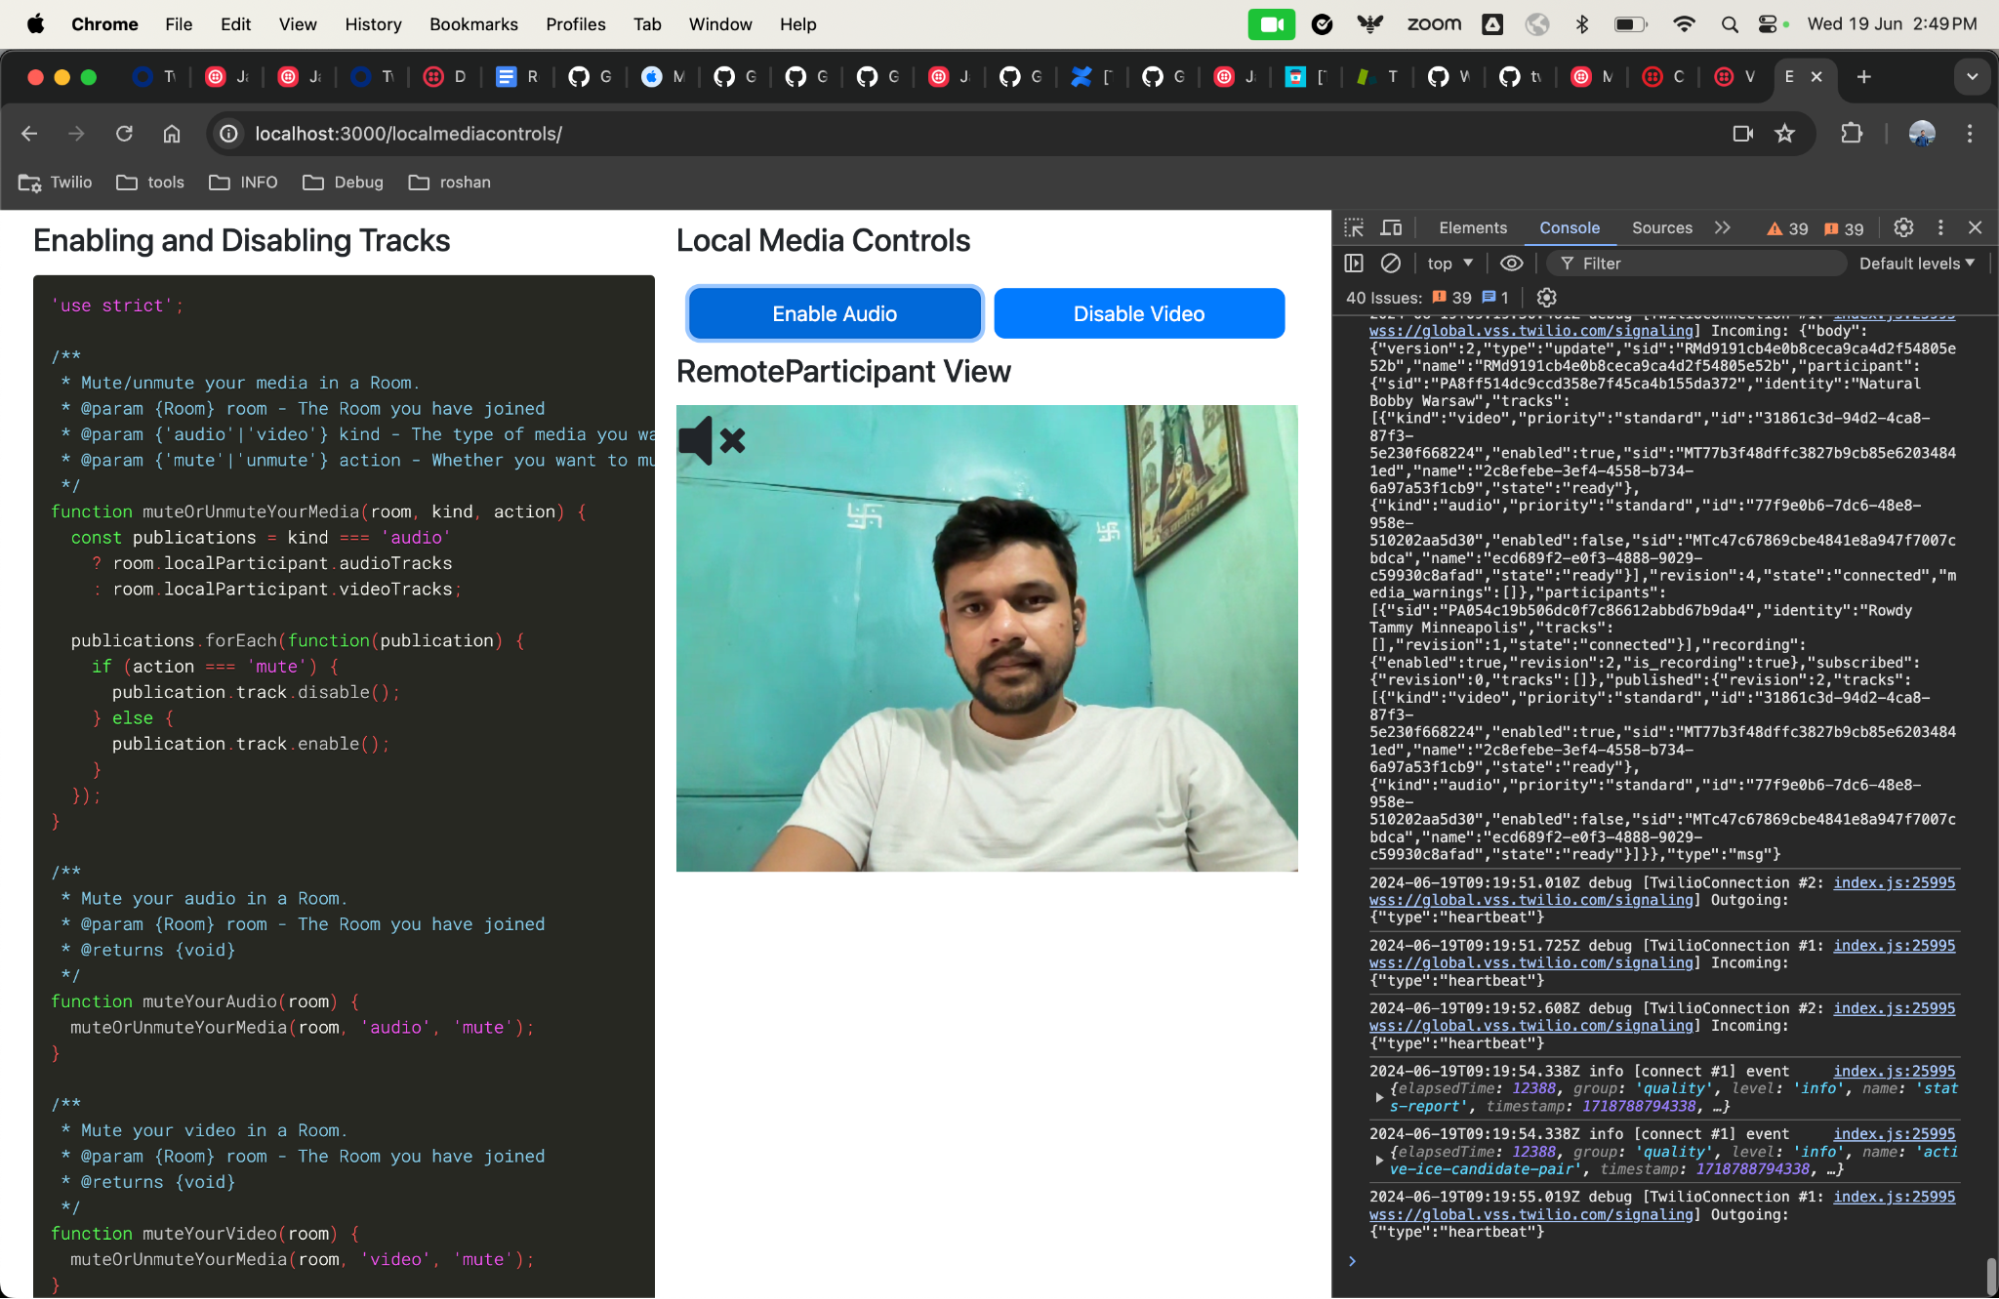 Chrome File Edit View History Bookmarks Profiles Tab Window Help zoom Wed 19 Jun 2:49 PM
localhost:3000/localmediacontrols/
Twilio tools INFO Debug roshan
Enabling and Disabling Tracks
'use strict';
/**
* Mute/unmute your media in a Room.
* @param {Room} room - The Room you have joined
* @param {'audio'|'video'} kind - The type of media you wa
* @param {'mute'|'unmute'} action - Whether you want to mu
*/
function muteOrUnmuteYourMedia(room, kind, action) {
const publications = kind === 'audio'
? room.localParticipant.audioTracks
: room.localParticipant.videoTracks;
publications.forEach(function(publication) {
if (action === 'mute') {
publication.track.disable();
} else {
publication.track.enable();
}
});
}
/**
* Mute your audio in a Room.
* @param {Room} room - The Room you have joined
* @returns {void}
*/
function muteYourAudio(room) {
muteOrUnmuteYourMedia(room, 'audio', 'mute');
}
/**
* Mute your video in a Room.
* @param {Room} room - The Room you have joined
* @returns {void}
*/
function muteYourVideo(room) {
muteOrUnmuteYourMedia(room, 'video', 'mute');
}
Local Media Controls
Enable Audio Disable Video
RemoteParticipant View
Elements Console Sources 39 39
top Filter Default levels
40 Issues: 39 1
wss://global.vss.twilio.com/signaling] Incoming: {"body":
{"version":2,"type":"update","sid":"RMd9191cb4e0b8ceca9ca4d2f54805e
52b","name":"RMd9191cb4e0b8ceca9ca4d2f54805e52b","participant":
{"sid":"PA8ff514dc9ccd358e7f45ca4b155da372","identity":"Natural
Bobby Warsaw","tracks":
[{"kind":"video","priority":"standard","id":"31861c3d-94d2-4ca8-
87f3-
5e230f668224","enabled":true,"sid":"MT77b3f48dffc3827b9cb85e6203484
1ed","name":"2c8efebe-3ef4-4558-b734-
6a97a53f1cb9","state":"ready"},
{"kind":"audio","priority":"standard","id":"77f9e0b6-7dc6-48e8-
958e-
510202aa5d30","enabled":false,"sid":"MTc47c67869cbe4841e8a947f7007c
bdca","name":"ecd689f2-e0f3-4888-9029-
c59930c8afad","state":"ready"}],"revision":4,"state":"connected","m
edia_warnings":[]},"participants":
[{"sid":"PA054c19b506dc0f7c86612abbd67b9da4","identity":"Rowdy
Tammy Minneapolis","tracks":
[],"revision":1,"state":"connected"}],"recording":
{"enabled":true,"revision":2,"is_recording":true},"subscribed":
{"revision":0,"tracks":[]},"published":{"revision":2,"tracks":
[{"kind":"video","priority":"standard","id":"31861c3d-94d2-4ca8-
87f3-
5e230f668224","enabled":true,"sid":"MT77b3f48dffc3827b9cb85e6203484
1ed","name":"2c8efebe-3ef4-4558-b734-
6a97a53f1cb9","state":"ready"},
{"kind":"audio","priority":"standard","id":"77f9e0b6-7dc6-48e8-
958e-
510202aa5d30","enabled":false,"sid":"MTc47c67869cbe4841e8a947f7007c
bdca","name":"ecd689f2-e0f3-4888-9029-
c59930c8afad","state":"ready"}]}},"type":"msg"}
2024-06-19T09:19:51.010Z debug [TwilioConnection #2: index.js:25995
wss://global.vss.twilio.com/signaling] Outgoing:
{"type":"heartbeat"}
2024-06-19T09:19:51.725Z debug [TwilioConnection #1: index.js:25995
wss://global.vss.twilio.com/signaling] Incoming:
{"type":"heartbeat"}
2024-06-19T09:19:52.608Z debug [TwilioConnection #2: index.js:25995
wss://global.vss.twilio.com/signaling] Incoming:
{"type":"heartbeat"}
2024-06-19T09:19:54.338Z info [connect #1] event index.js:25995
{elapsedTime: 12388, group: 'quality', level: 'info', name: 'stat
s-report', timestamp: 1718788794338, …}
2024-06-19T09:19:54.338Z info [connect #1] event index.js:25995
{elapsedTime: 12388, group: 'quality', level: 'info', name: 'acti
ve-ice-candidate-pair', timestamp: 1718788794338, …}
2024-06-19T09:19:55.019Z debug [TwilioConnection #1: index.js:25995
wss://global.vss.twilio.com/signaling] Outgoing:
{"type":"heartbeat"}